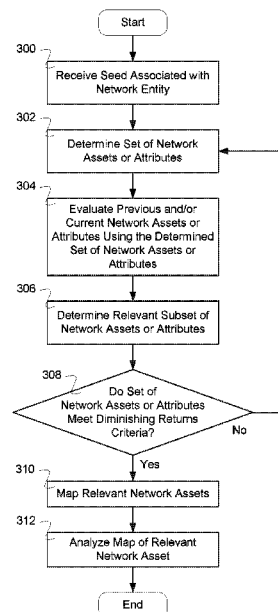 Start
300
Receive Seed Associated with
Network Entity
302
Determine Set of Network
Assets or Attributes
304
Evaluate Previous and/or
Current Network Assets or
Attributes Using the Determined
Set of Network Assets or
Attributes
306
Determine Relevant Subset of
Network Assets or Attributes
308
Do Set of
Network Assets or Attributes
Meet Diminishing Returns
Criteria?
No
Yes
310
Map Relevant Network Assets
312
Analyze Map of Relevant
Network Asset
End